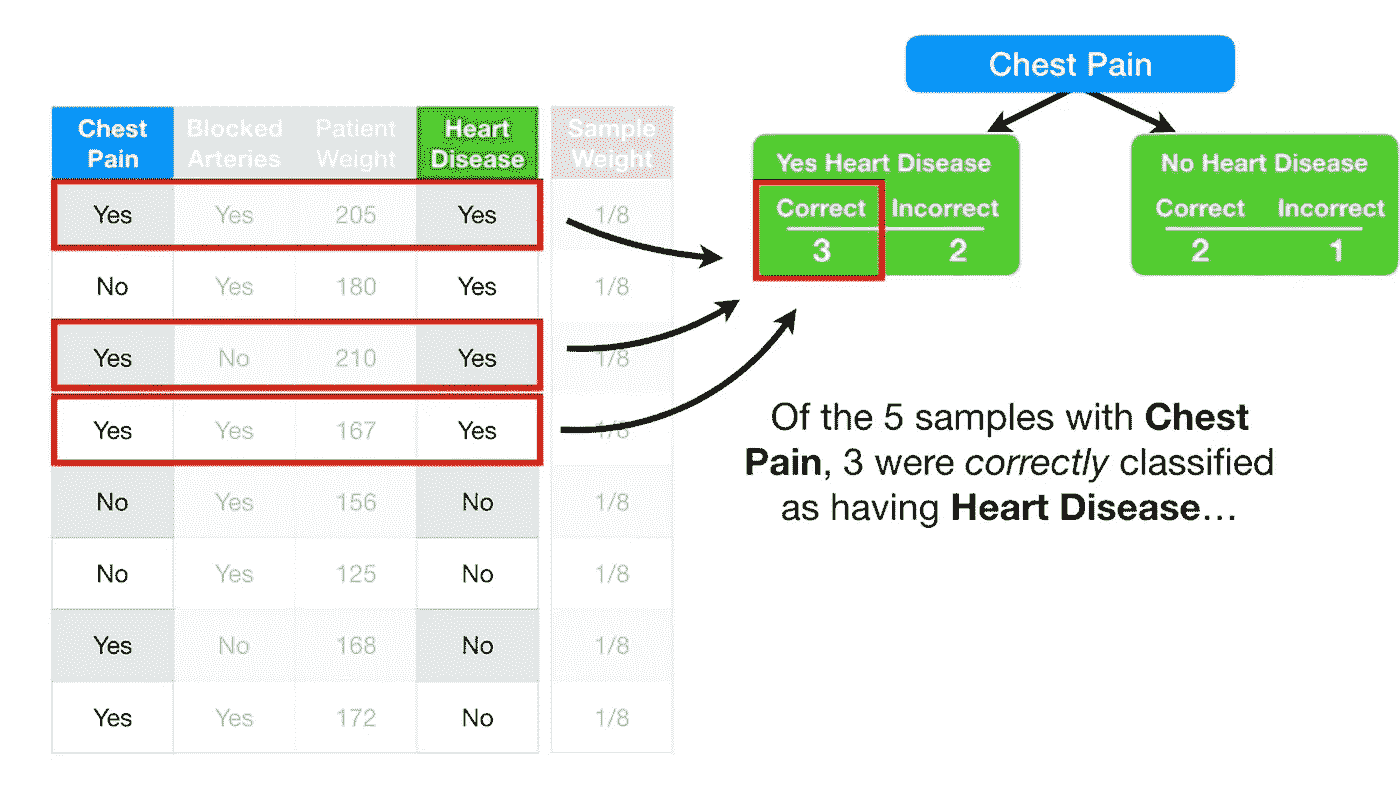 Chest Pain
Chest Pain Blocked Arteries Patient Weight Heart Disease Sample Weight
Yes Yes 205 Yes 1/8
No Yes 180 Yes 1/8
Yes No 210 Yes 1/8
Yes Yes 167 Yes 1/8
No Yes 156 No 1/8
No Yes 125 No 1/8
Yes No 168 No 1/8
Yes Yes 172 No 1/8
Yes Heart Disease
Correct Incorrect
3 2
No Heart Disease
Correct Incorrect
2 1
Of the 5 samples with Chest
Pain, 3 were correctly classified
as having Heart Disease…